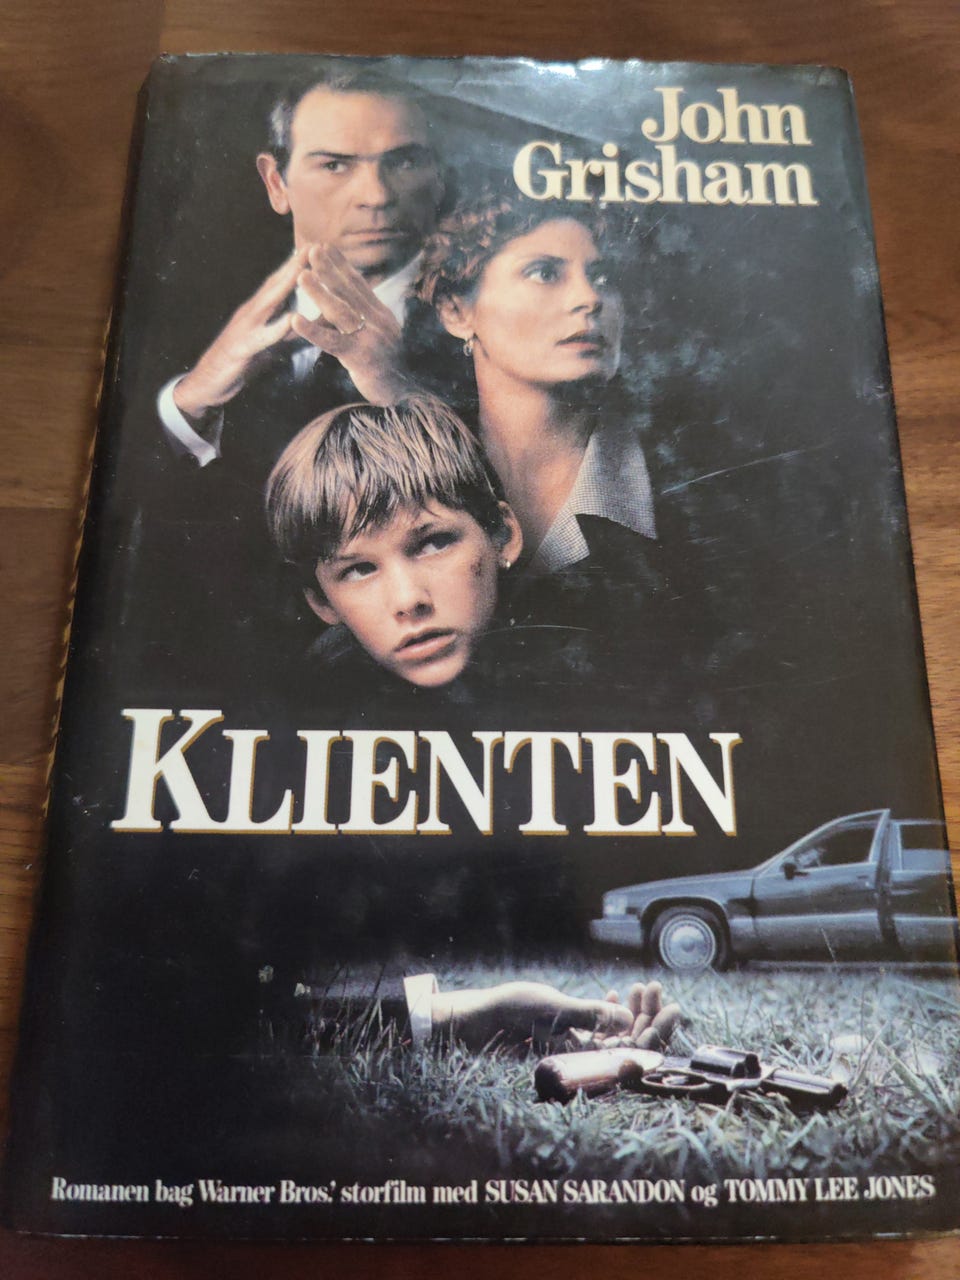 John
Grisham
KLIENTEN
Romanen bag Warner Bros.' storfilm med SUSAN SARANDON og TOMMY LEE JONES